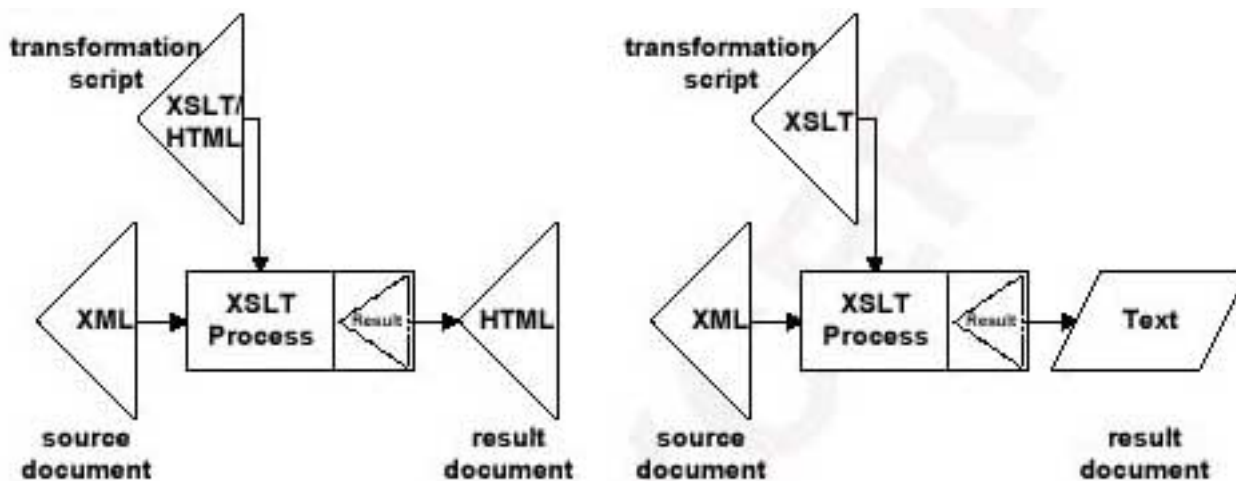 transformation
script
XSLT/
HTML
XML
XSLT
Process
Result
HTML
source
document
result
document
transformation
script
XSLT
XML
XSLT
Process
Result
Text
source
document
result
document